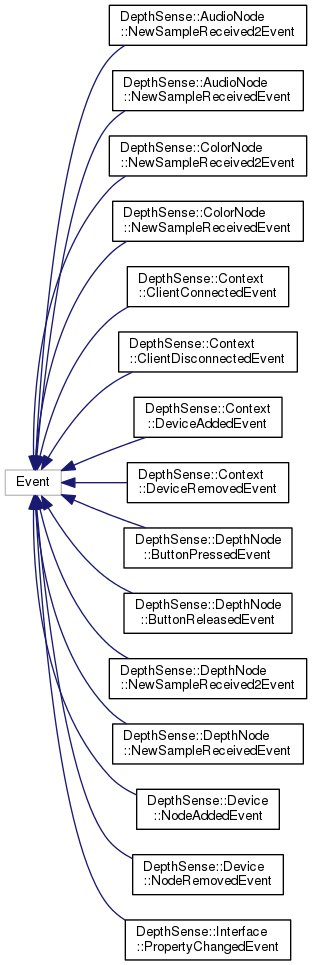 DepthSense::AudioNode
::NewSampleReceived2Event
DepthSense::AudioNode
::NewSampleReceivedEvent
DepthSense::ColorNode
::NewSampleReceived2Event
DepthSense::ColorNode
::NewSampleReceivedEvent
DepthSense::Context
::ClientConnectedEvent
DepthSense::Context
::ClientDisconnectedEvent
DepthSense::Context
::DeviceAddedEvent
Event
DepthSense::Context
::DeviceRemovedEvent
DepthSense::DepthNode
::ButtonPressedEvent
DepthSense::DepthNode
::ButtonReleasedEvent
DepthSense::DepthNode
::NewSampleReceived2Event
DepthSense::DepthNode
::NewSampleReceivedEvent
DepthSense::Device
::NodeAddedEvent
DepthSense::Device
::NodeRemovedEvent
DepthSense::Interface
::PropertyChangedEvent